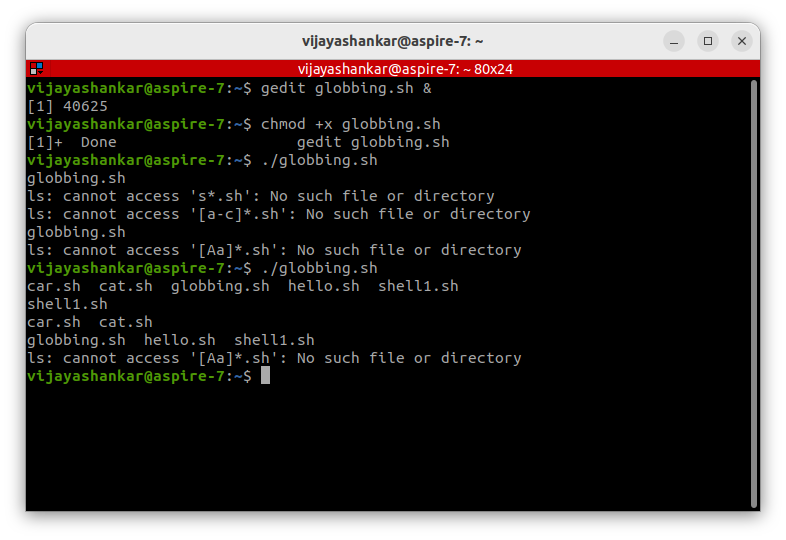 vijayashankar@aspire-7: ~
vijayashankar@aspire-7: ~ 80x24
vijayashankar@aspire-7:~$ gedit globbing.sh &
[1] 40625
vijayashankar@aspire-7:~$ chmod +x globbing.sh
[1]+  Done                    gedit globbing.sh
vijayashankar@aspire-7:~$ ./globbing.sh
globbing.sh
ls: cannot access 's*.sh': No such file or directory
ls: cannot access '[a-c]*.sh': No such file or directory
globbing.sh
ls: cannot access '[Aa]*.sh': No such file or directory
vijayashankar@aspire-7:~$ ./globbing.sh
car.sh  cat.sh  globbing.sh  hello.sh  shell1.sh
shell1.sh
car.sh  cat.sh
globbing.sh  hello.sh  shell1.sh
ls: cannot access '[Aa]*.sh': No such file or directory
vijayashankar@aspire-7:~$